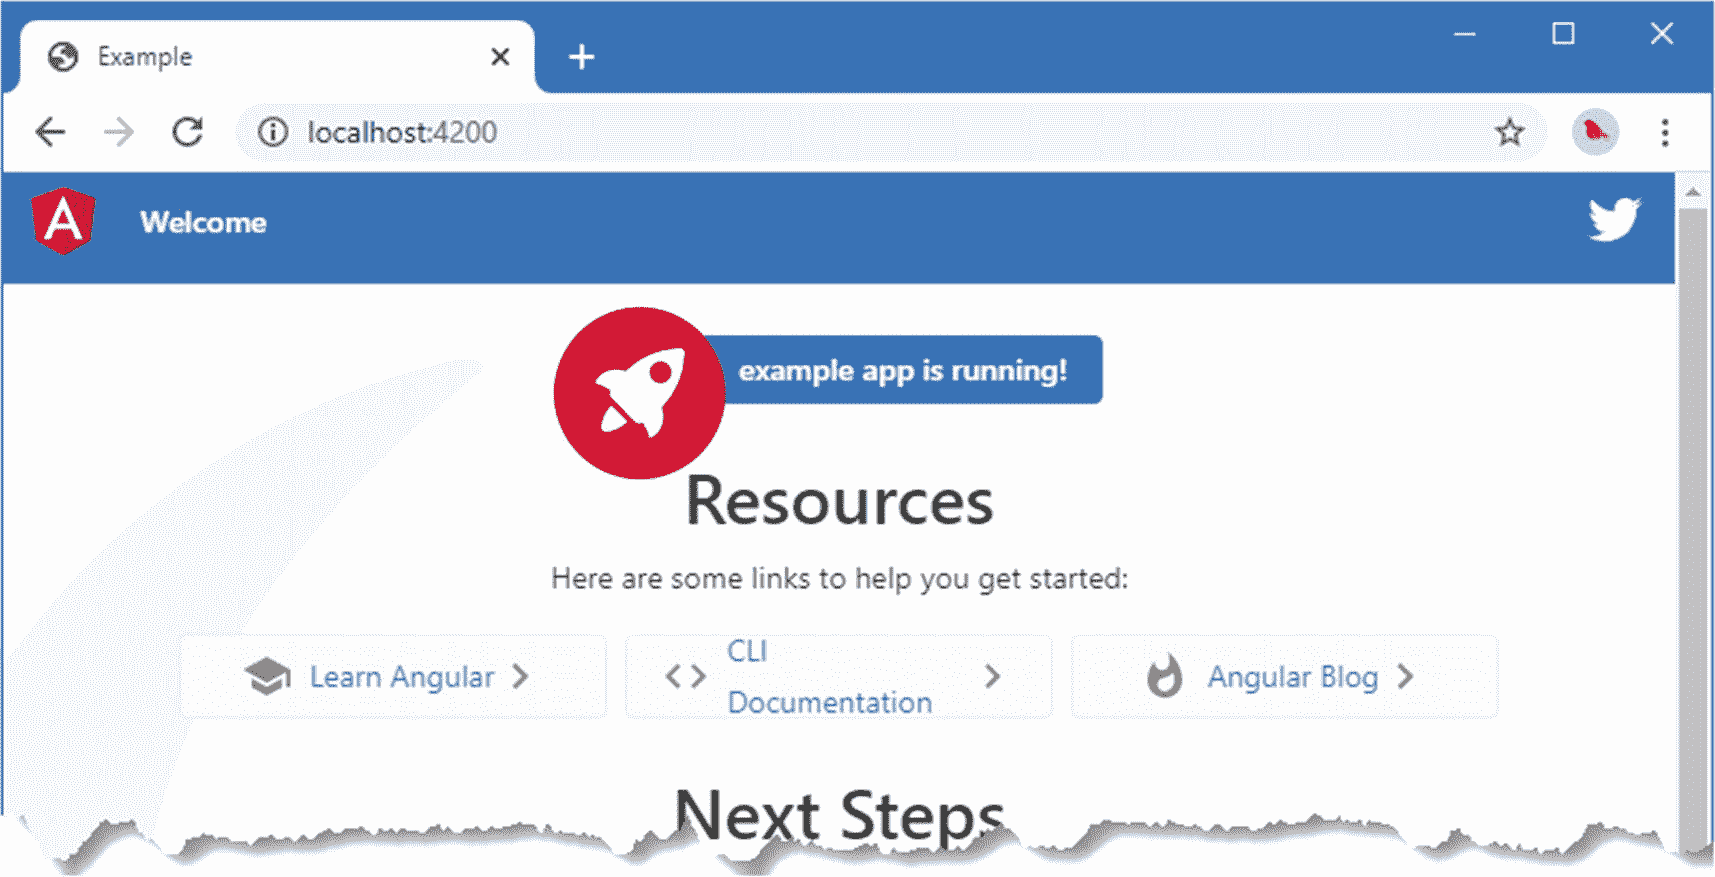 Example
localhost:4200
A
Welcome
example app is running!
Resources
Here are some links to help you get started:
Learn Angular
CLI
Documentation
Angular Blog
Next Steps